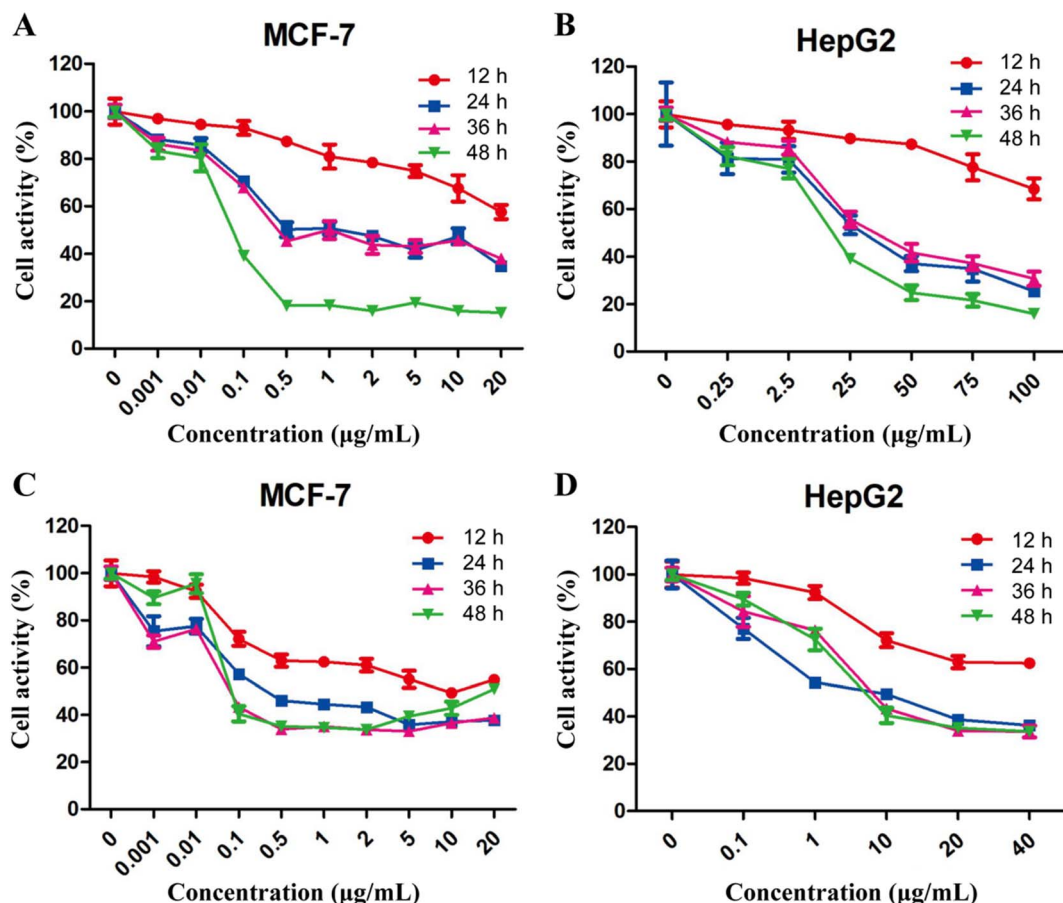 A
MCF-7
Cell activity (%)
120
100
80
60
40
20
0
12 h
24 h
36 h
48 h
0
0.001
0.01
0.1
0.5
1
2
5
10
20
Concentration (µg/mL)
B
HepG2
Cell activity (%)
120
100
80
60
40
20
0
12 h
24 h
36 h
48 h
0
0.25
2.5
25
50
75
100
Concentration (µg/mL)
C
MCF-7
Cell activity (%)
120
100
80
60
40
20
0
12 h
24 h
36 h
48 h
0
0.001
0.01
0.1
0.5
1
2
5
10
20
Concentration (µg/mL)
D
HepG2
Cell activity (%)
120
100
80
60
40
20
0
12 h
24 h
36 h
48 h
0
0.1
1
10
20
40
Concentration (µg/mL)